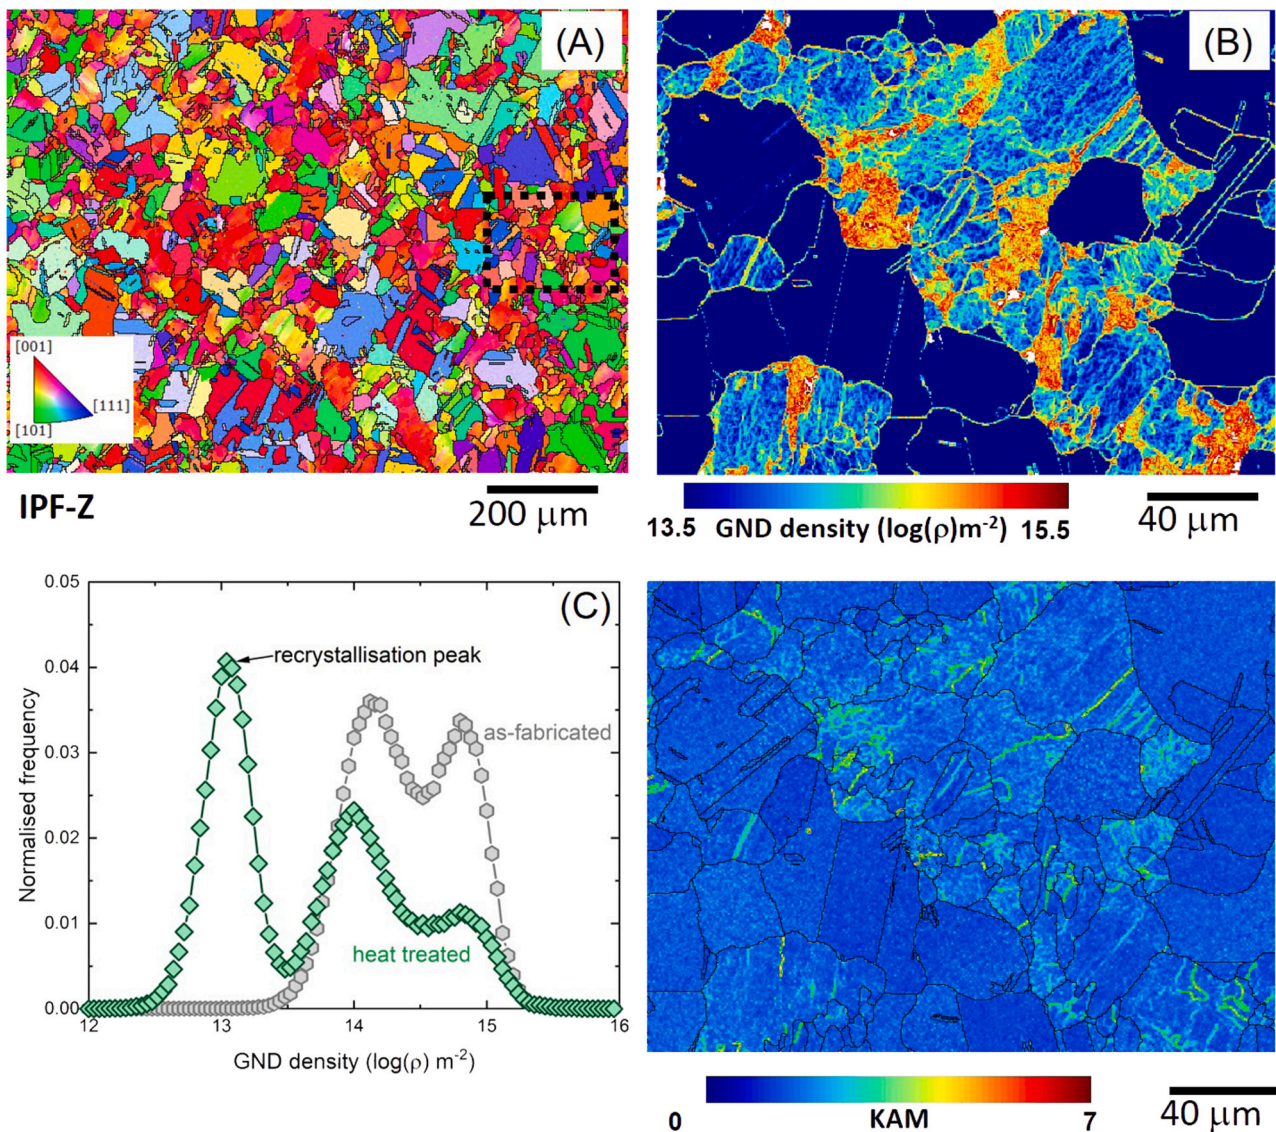 (A)
[001]
[111]
[101]
IPF-Z
200 μm
(B)
13.5 GND density (log(ρ)m-2) 15.5
40 μm
(C)
0.05
0.04
0.03
0.02
0.01
0.00
Normalised frequency
recrystallisation peak
as-fabricated
heat treated
12 13 14 15 16
GND density (log(ρ) m-2)
0 KAM 7
40 μm